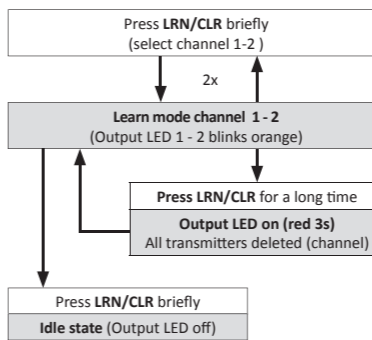 Press LRN/CLR briefly
(select channel 1-2 )
2x
Learn mode channel 1 - 2
(Output LED 1 - 2 blinks orange)
Press LRN/CLR for a long time
Output LED on (red 3s)
All transmitters deleted (channel)
Press LRN/CLR briefly
Idle state (Output LED off)